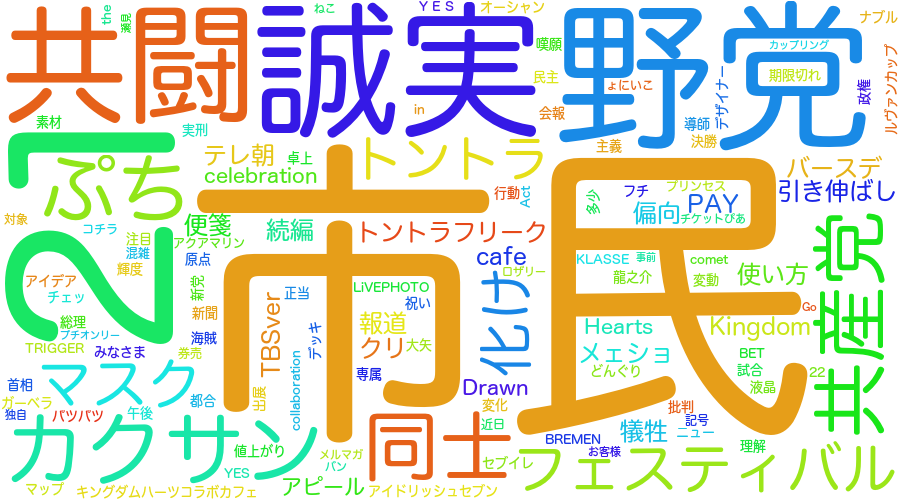 共闘
誠実
野党
市民
[2]
ぷち
カクサン
マスク
同士
フェスティバル
共産党
化け
トントラ
トントラフリーク
テレ朝
celebration
便箋
続編
TBSver
報道
クリ
cafe
Drawn
Hearts
メェショ
犠牲
Kingdom
使い方
偏向
PAY
引き伸ばし
バースデ
アピール
ねこ
YES
オーシャン
the
瀬見
嘆願
民主
ょにいこ
カップリング
期限切れ
ナプル
政権
ルヴァンカップ
デザイナー
導師
決勝
in
会報
主義
素材
実刑
卓上
行動
Act
フチ
プリンセス
多少
チケットぴあ
対象
コチラ
注目
混雑
アクアマリン
輝度
原点
新党
アイデア
チェッ
LiVEPHOTO
正当
祝い
ロザリー
KLASSE
事前
comet
龍之介
変動
Go
総理
プチオンリー
新聞
海賊
券売
TRIGGER
みなさま
デッキ
大矢
collaboration
専属
どんぐり
BET
試合
液晶
22
首相
ガーベラ
独自
パツパツ
午後
都合
出展
変化
近日
批判
記号
ニュー
BREMEN
お客様
理解
値上がり
メルマガ
バン
YES
セブイレ
マップ
キングダムハーツコラボカフェ
アイドリッシュセブン